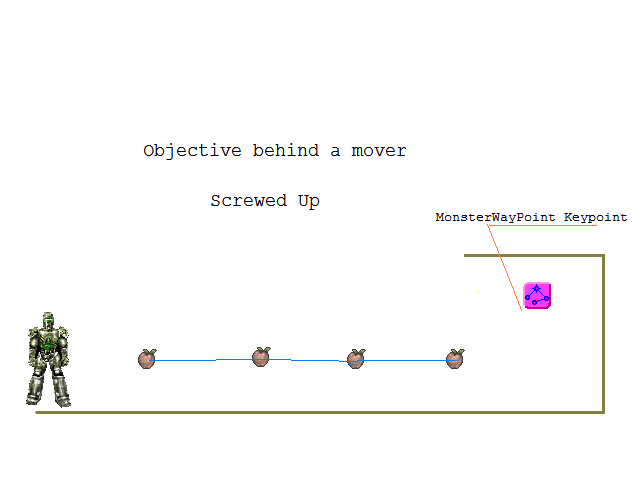 Objective behind a mover
Screwed Up
MonsterWayPoint Keypoint